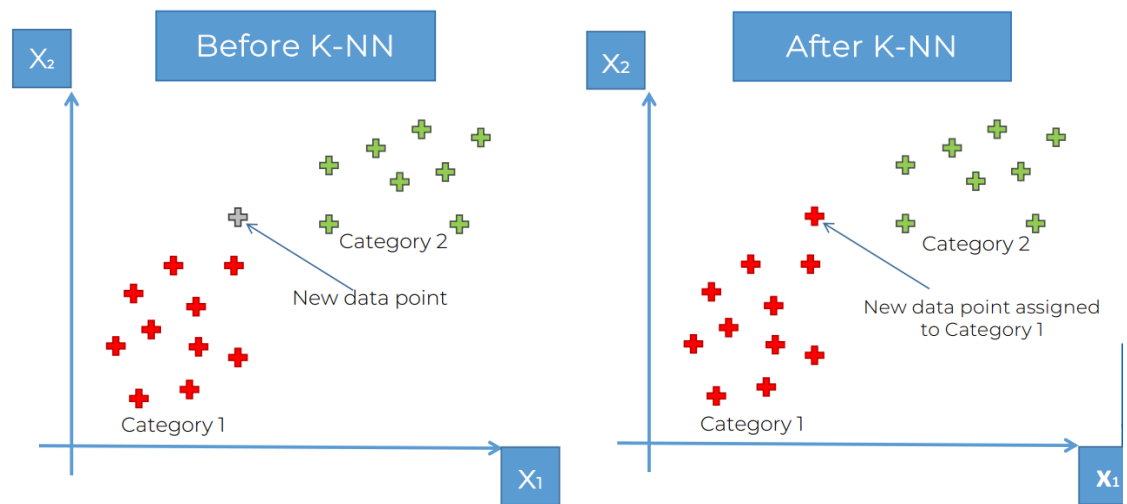 Before K-NN
X₂
Category 2
New data point
Category 1
X₁
After K-NN
X₂
Category 2
New data point assigned
to Category 1
Category 1
X₁